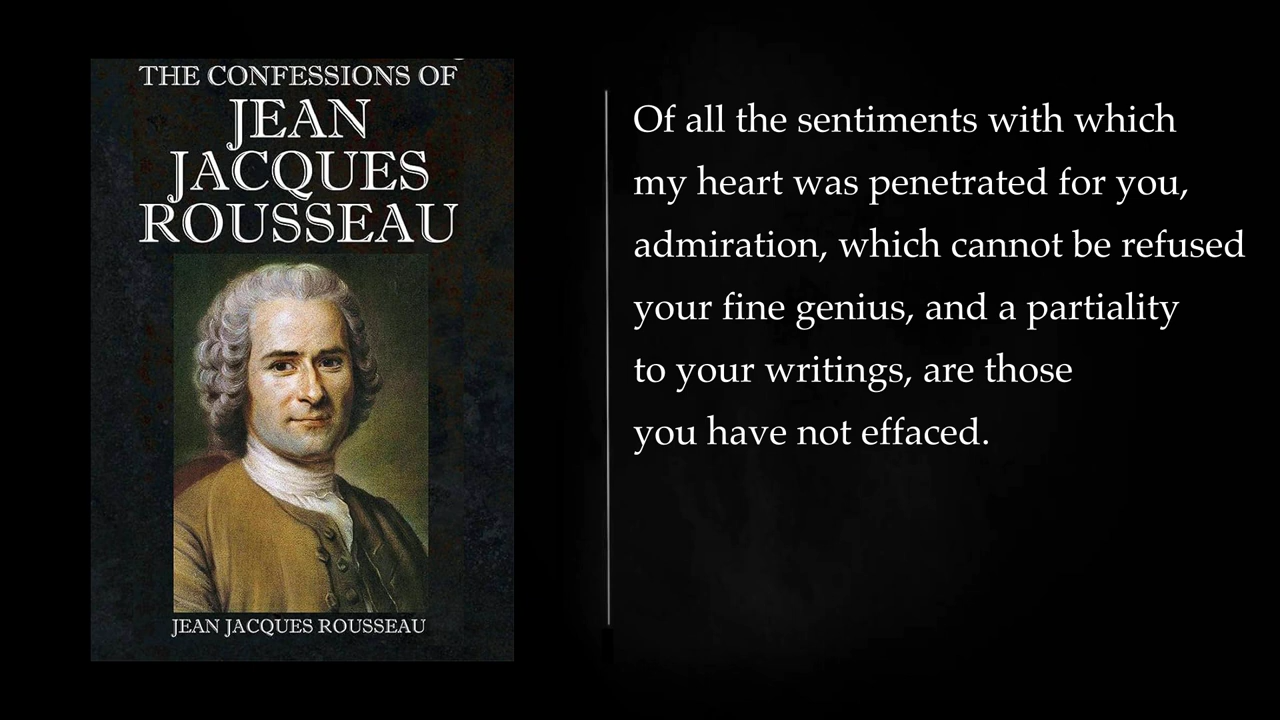 THE CONFESSIONS OF
JEAN
JACQUES
ROUSSEAU
JEAN JACQUES ROUSSEAU
Of all the sentiments with which
my heart was penetrated for you,
admiration, which cannot be refused
your fine genius, and a partiality
to your writings, are those
you have not effaced.